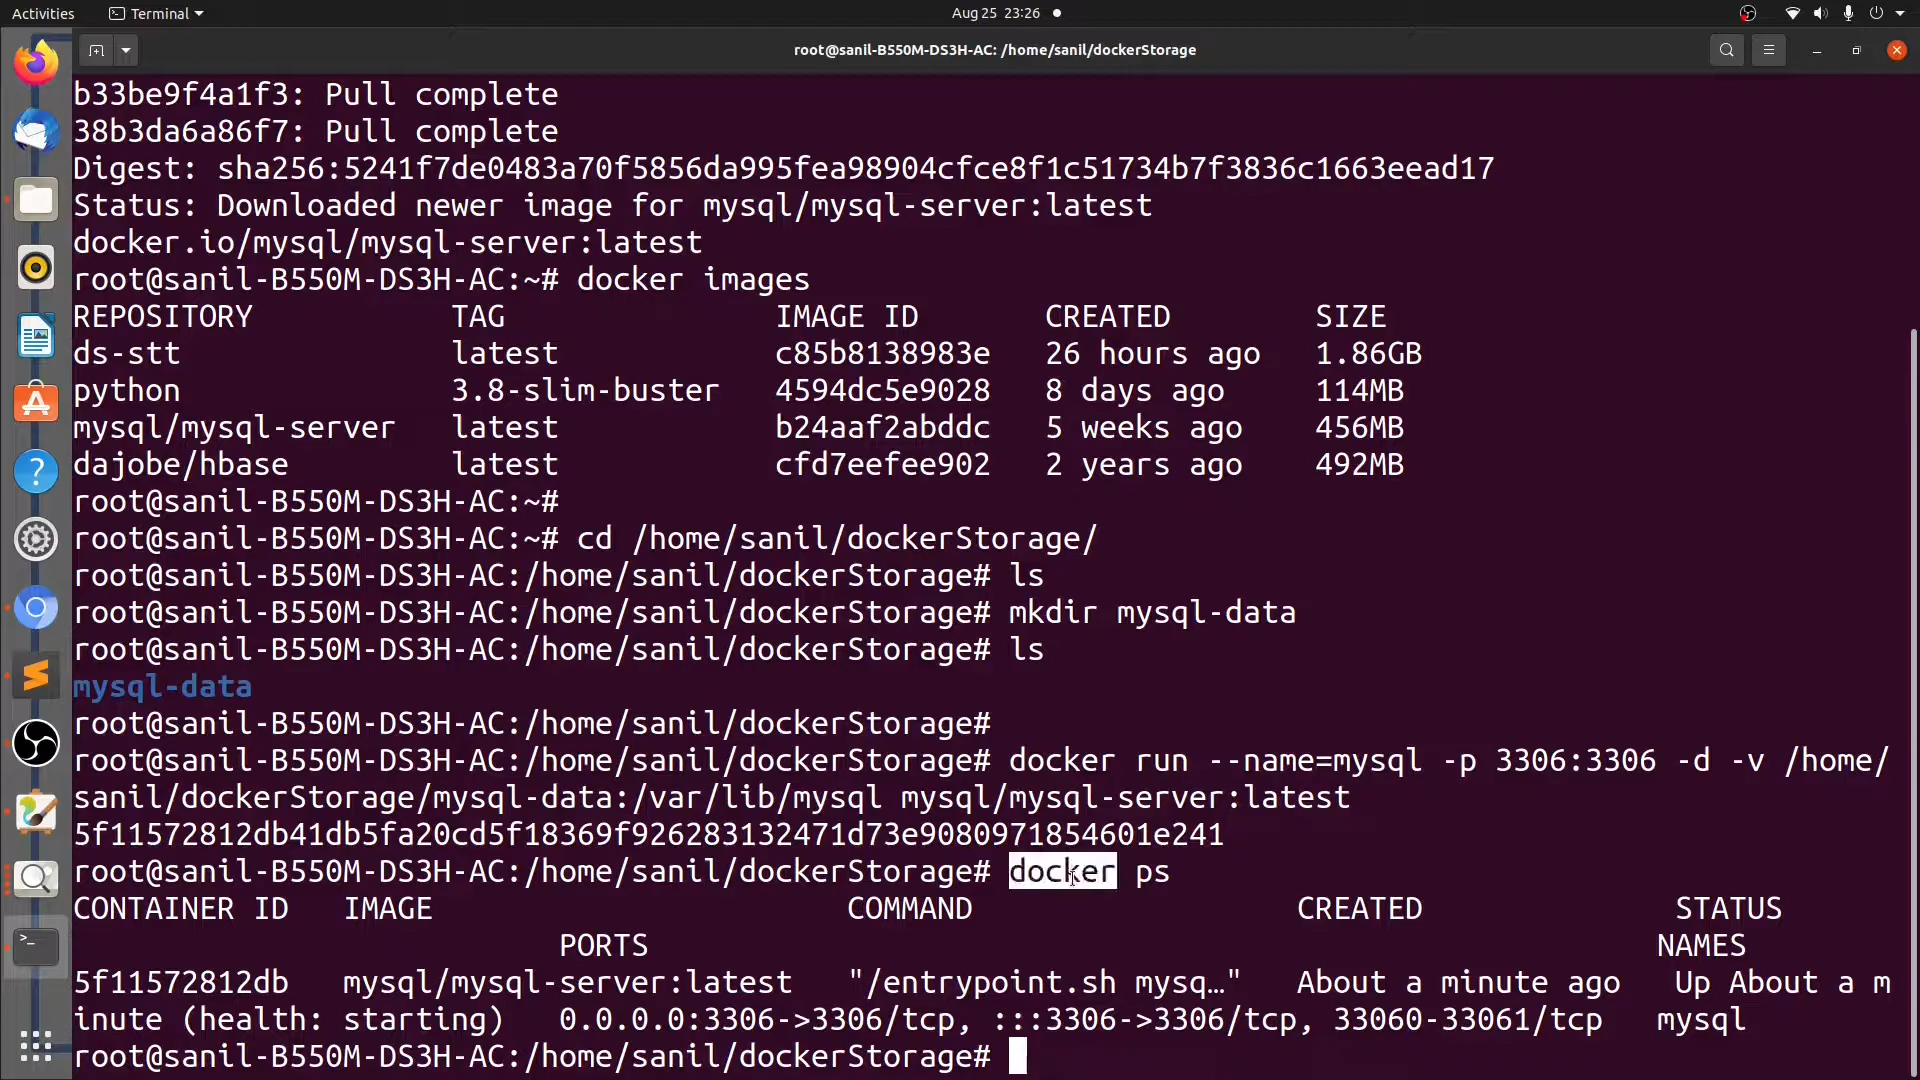 Activities
Terminal
Aug 25 23:26
root@sanil-B550M-DS3H-AC: /home/sanil/dockerStorage
b33be9f4a1f3: Pull complete
38b3da6a86f7: Pull complete
Digest: sha256:5241f7de0483a70f5856da995fea98904cfce8f1c51734b7f3836c1663eead17
Status: Downloaded newer image for mysql/mysql-server:latest
docker.io/mysql/mysql-server:latest
root@sanil-B550M-DS3H-AC:~# docker images
REPOSITORY TAG IMAGE ID CREATED SIZE
ds-stt latest c85b8138983e 26 hours ago 1.86GB
python 3.8-slim-buster 4594dc5e9028 8 days ago 114MB
mysql/mysql-server latest b24aaf2abddc 5 weeks ago 456MB
dajobe/hbase latest cfd7eefee902 2 years ago 492MB
root@sanil-B550M-DS3H-AC:~#
root@sanil-B550M-DS3H-AC:~# cd /home/sanil/dockerStorage/
root@sanil-B550M-DS3H-AC:/home/sanil/dockerStorage# ls
root@sanil-B550M-DS3H-AC:/home/sanil/dockerStorage# mkdir mysql-data
root@sanil-B550M-DS3H-AC:/home/sanil/dockerStorage# ls
mysql-data
root@sanil-B550M-DS3H-AC:/home/sanil/dockerStorage#
root@sanil-B550M-DS3H-AC:/home/sanil/dockerStorage# docker run --name=mysql -p 3306:3306 -d -v /home/
sanil/dockerStorage/mysql-data:/var/lib/mysql mysql/mysql-server:latest
5f11572812db41db5fa20cd5f18369f926283132471d73e9080971854601e241
root@sanil-B550M-DS3H-AC:/home/sanil/dockerStorage# docker ps
CONTAINER ID IMAGE COMMAND CREATED STATUS
PORTS NAMES
5f11572812db mysql/mysql-server:latest "/entrypoint.sh mysq…" About a minute ago Up About a m
inute (health: starting) 0.0.0.0:3306->3306/tcp, :::3306->3306/tcp, 33060-33061/tcp mysql
root@sanil-B550M-DS3H-AC:/home/sanil/dockerStorage#